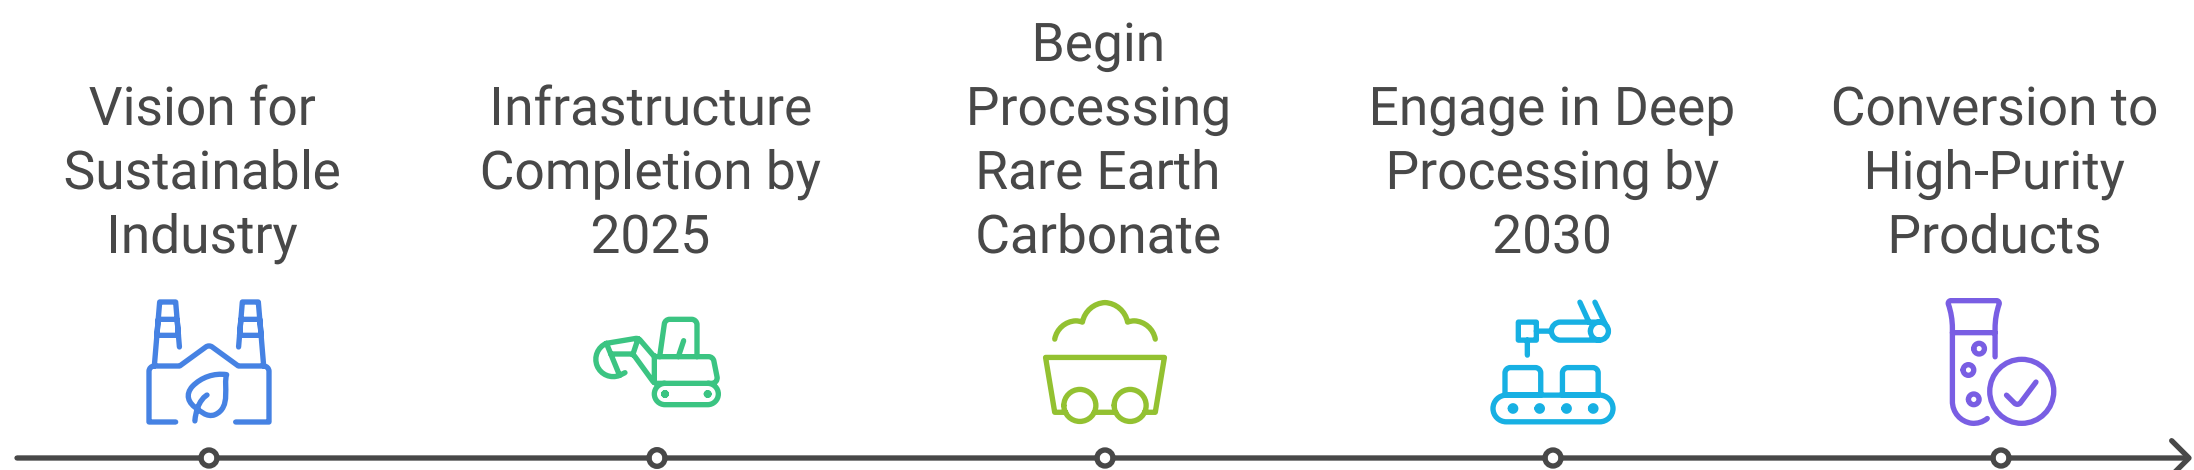 Vision for
Sustainable
Industry
Infrastructure
Completion by
2025
Begin
Processing
Rare Earth
Carbonate
Engage in Deep
Processing by
2030
Conversion to
High-Purity
Products